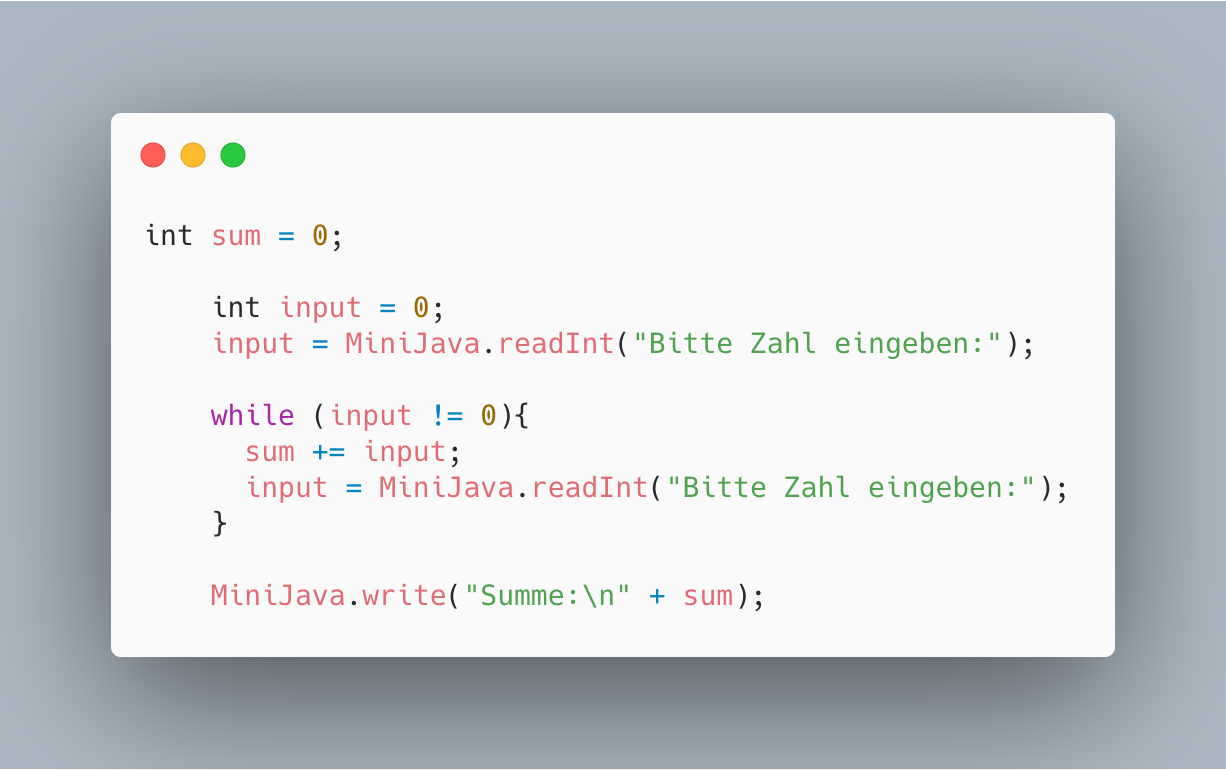 int sum = 0;
int input = 0;
input = MiniJava.readInt("Bitte Zahl eingeben:");
while (input != 0){
sum += input;
input = MiniJava.readInt("Bitte Zahl eingeben:");
}
MiniJava.write("Summe:\n" + sum);